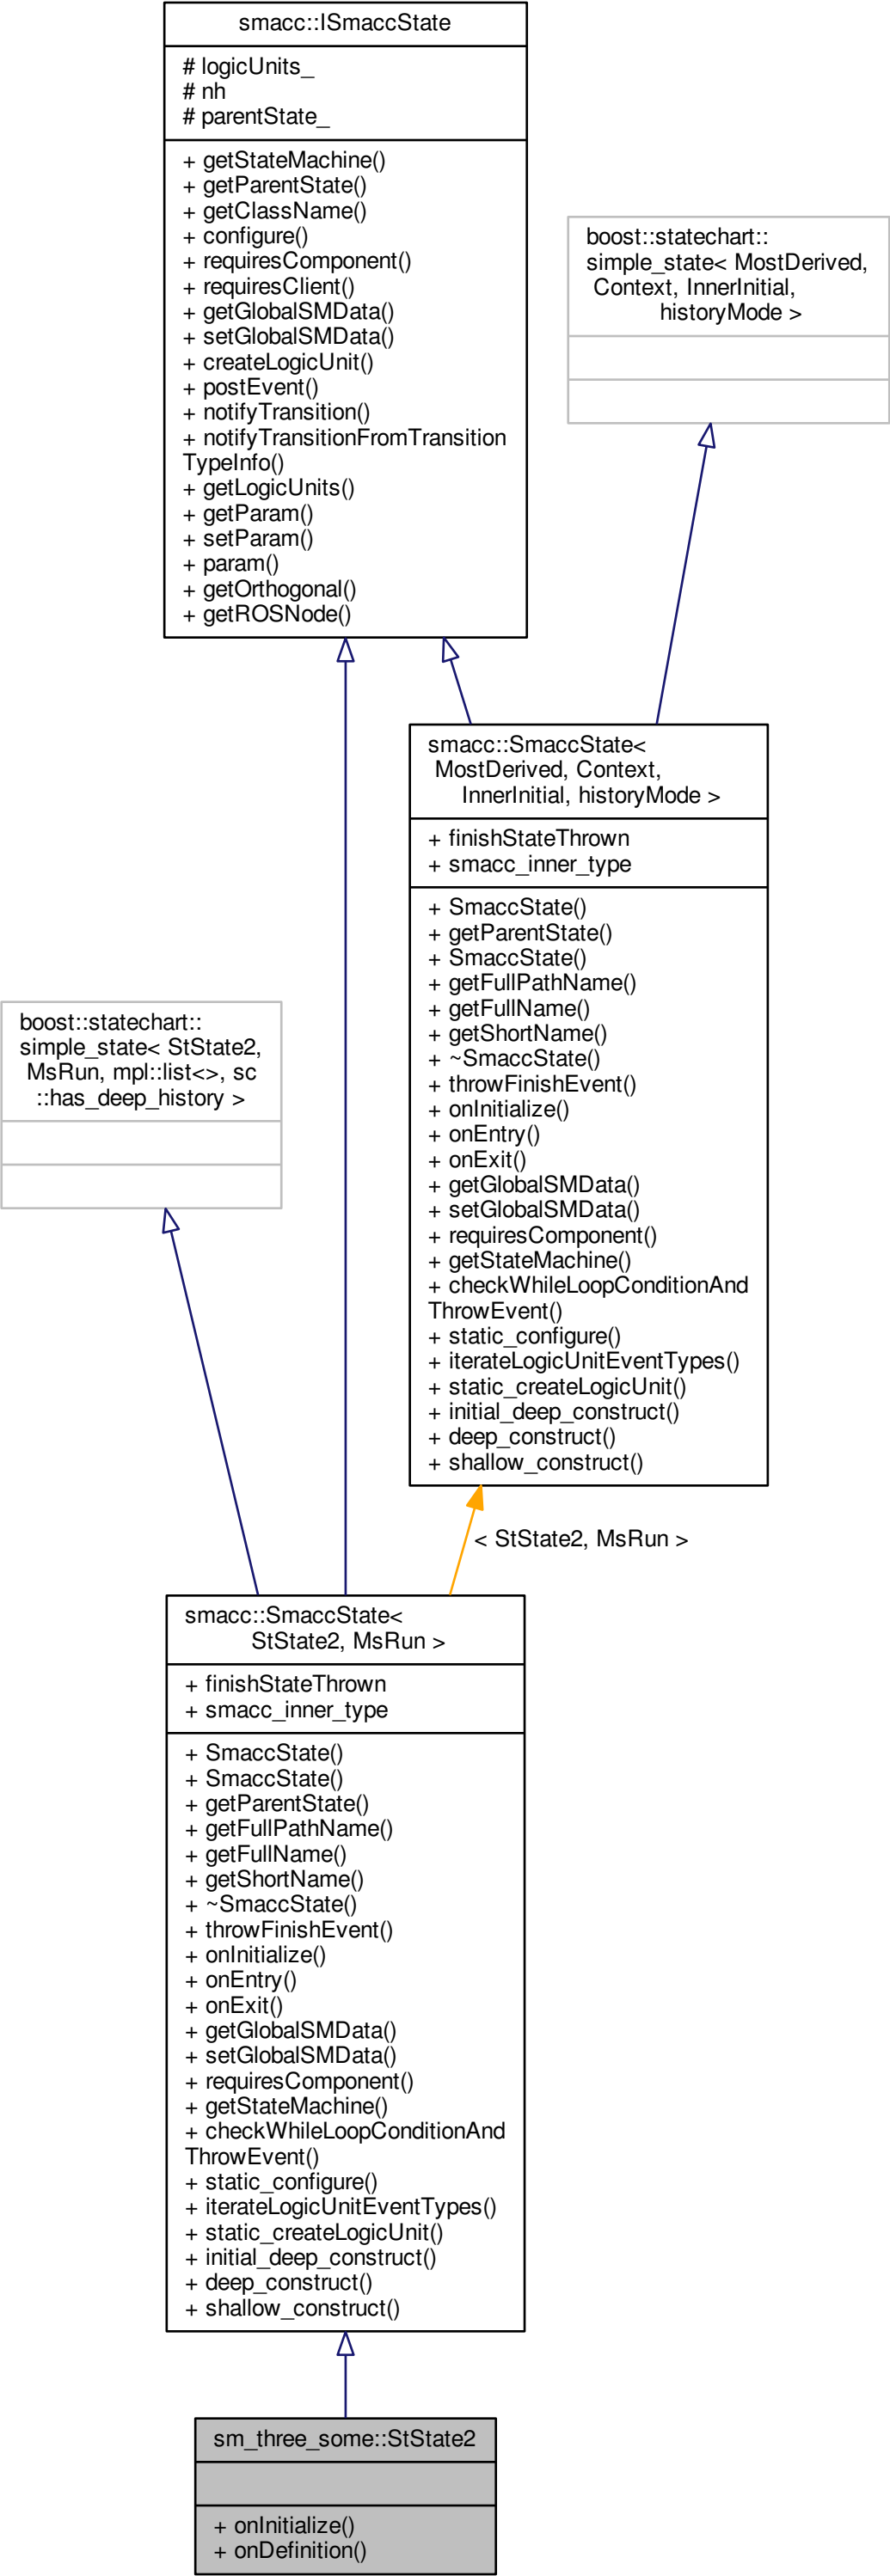 smacc::ISmaccState
# logicUnits_
# nh
# parentState_
+ getStateMachine()
+ getParentState()
+ getClassName()
+ configure()
+ requiresComponent()
+ requiresClient()
+ getGlobalSMData()
+ setGlobalSMData()
+ createLogicUnit()
+ postEvent()
+ notifyTransition()
+ notifyTransitionFromTransition
TypeInfo()
+ getLogicUnits()
+ getParam()
+ setParam()
+ param()
+ getOrthogonal()
+ getROSNode()
boost::statechart::
simple_state< MostDerived,
Context, InnerInitial,
historyMode >
smacc::SmaccState<
MostDerived, Context,
InnerInitial, historyMode >
+ finishStateThrown
+ smacc_inner_type
+ SmaccState()
+ getParentState()
+ SmaccState()
+ getFullPathName()
+ getFullName()
+ getShortName()
+ ~SmaccState()
+ throwFinishEvent()
+ onInitialize()
+ onEntry()
+ onExit()
+ getGlobalSMData()
+ setGlobalSMData()
+ requiresComponent()
+ getStateMachine()
+ checkWhileLoopConditionAnd
ThrowEvent()
+ static_configure()
+ iterateLogicUnitEventTypes()
+ static_createLogicUnit()
+ initial_deep_construct()
+ deep_construct()
+ shallow_construct()
boost::statechart::
simple_state< StState2,
MsRun, mpl::list<>, sc
::has_deep_history >
< StState2, MsRun >
smacc::SmaccState<
StState2, MsRun >
+ finishStateThrown
+ smacc_inner_type
+ SmaccState()
+ SmaccState()
+ getParentState()
+ getFullPathName()
+ getFullName()
+ getShortName()
+ ~SmaccState()
+ throwFinishEvent()
+ onInitialize()
+ onEntry()
+ onExit()
+ getGlobalSMData()
+ setGlobalSMData()
+ requiresComponent()
+ getStateMachine()
+ checkWhileLoopConditionAnd
ThrowEvent()
+ static_configure()
+ iterateLogicUnitEventTypes()
+ static_createLogicUnit()
+ initial_deep_construct()
+ deep_construct()
+ shallow_construct()
sm_three_some::StState2
+ onInitialize()
+ onDefinition()